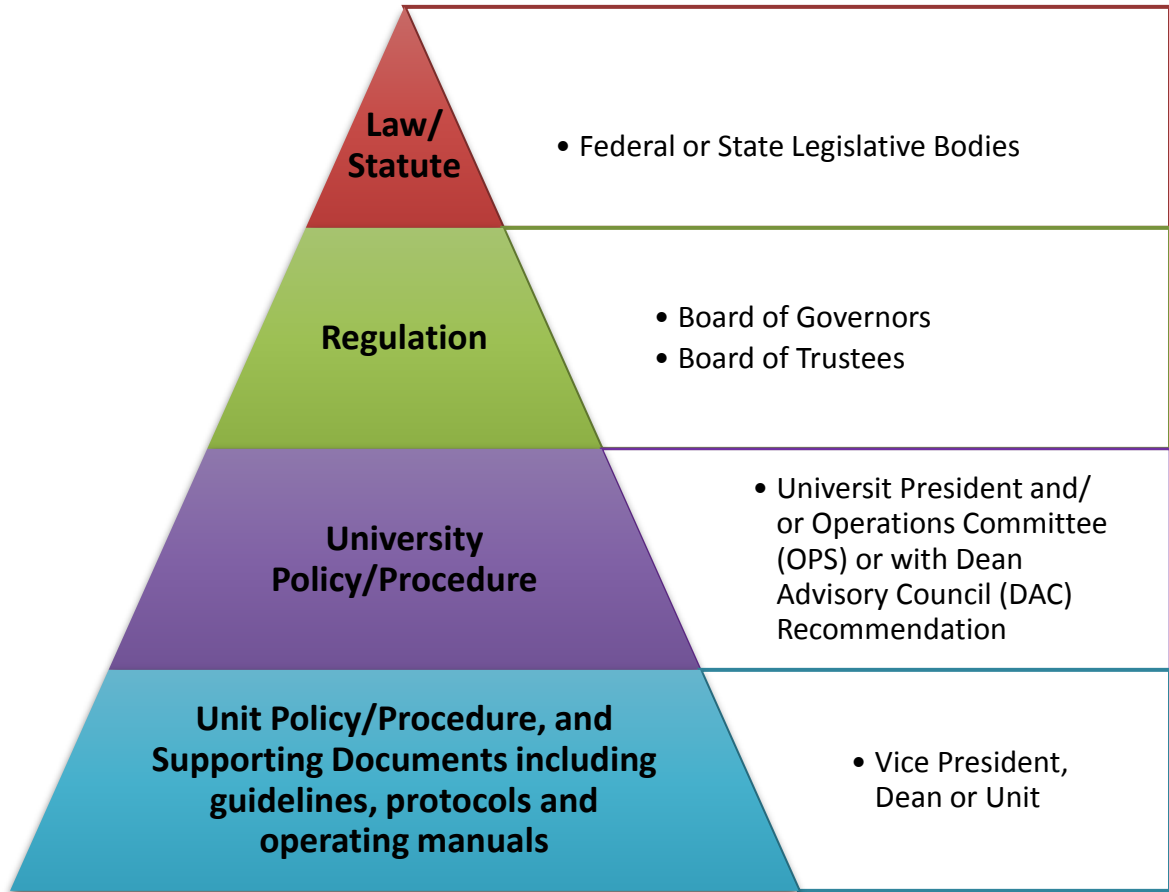 Law/
Statute
• Federal or State Legislative Bodies
Regulation
• Board of Governors
• Board of Trustees
University
Policy/Procedure
• Universit President and/
or Operations Committee
(OPS) or with Dean
Advisory Council (DAC)
Recommendation
Unit Policy/Procedure, and
Supporting Documents including
guidelines, protocols and
operating manuals
• Vice President,
Dean or Unit